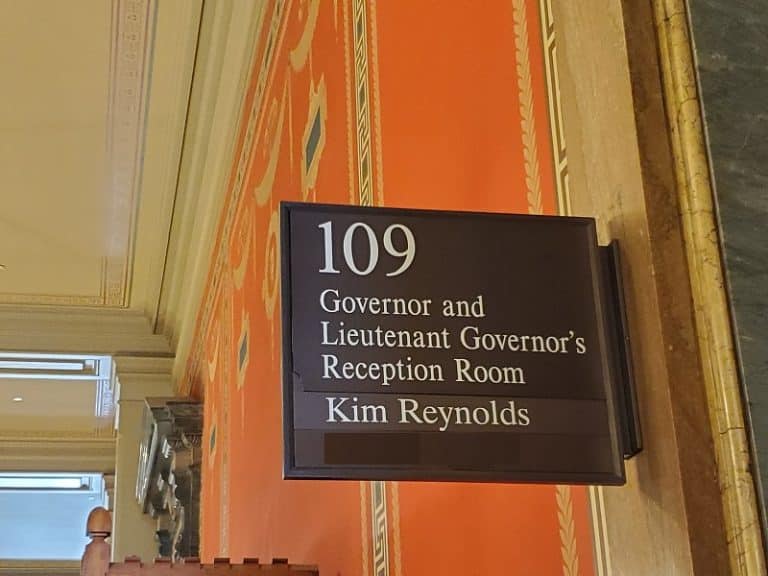 109
Governor and
Lieutenant Governor's
Reception Room
Kim Reynolds